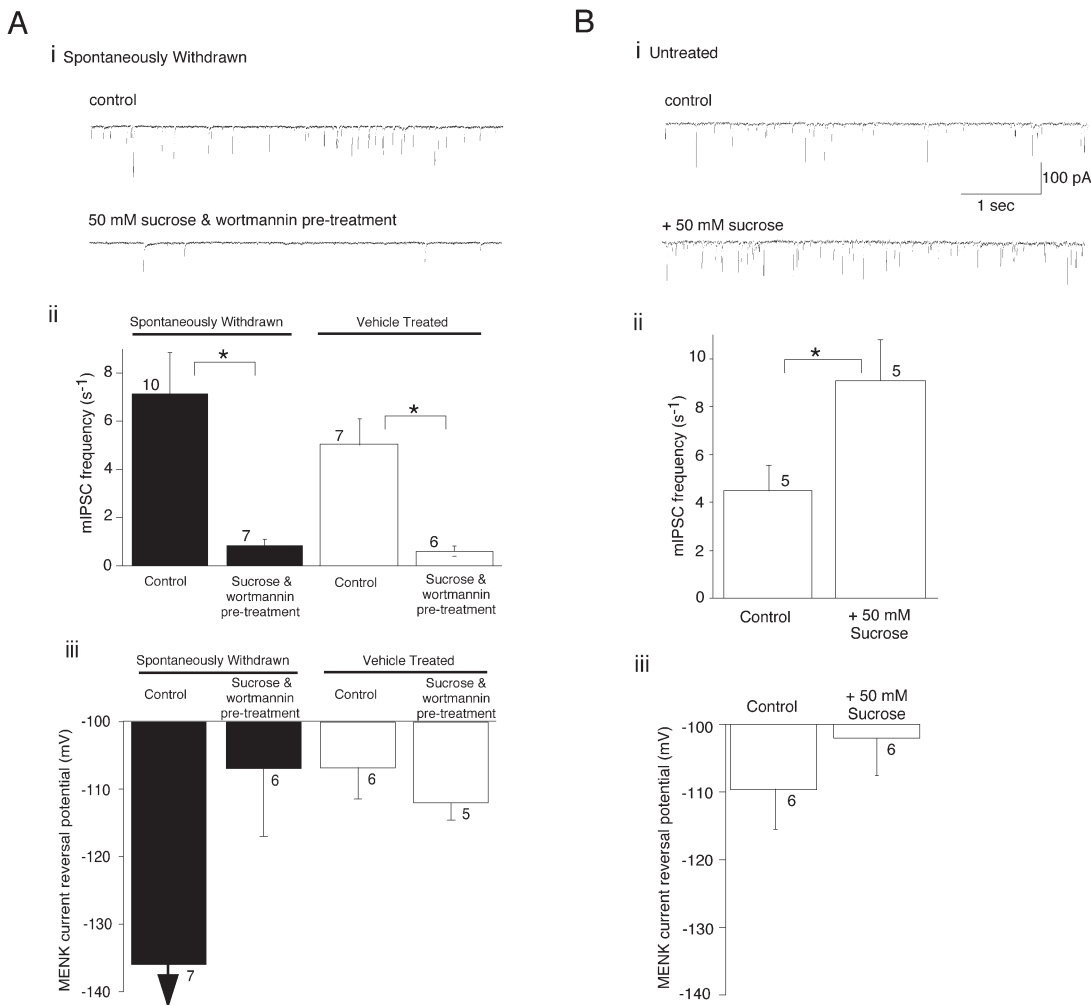 A
i Spontaneously Withdrawn
control
50 mM sucrose & wortmannin pre-treatment
ii
Spontaneously Withdrawn
Vehicle Treated
mIPSC frequency (s-1)
8
6
4
2
0
10
*
7
7
*
6
Control
Sucrose &
wortmannin
pre-treatment
Control
Sucrose &
wortmannin
pre-treatment
iii
Spontaneously Withdrawn
Vehicle Treated
Control
Sucrose &
wortmannin
pre-treatment
Control
Sucrose &
wortmannin
pre-treatment
MENK current reversal potential (mV)
-100
-110
-120
-130
-140
7
6
6
5
B
i Untreated
control
100 pA
1 sec
+ 50 mM sucrose
ii
mIPSC frequency (s-1)
10
8
6
4
2
0
5
*
5
Control
+ 50 mM
Sucrose
iii
Control
+ 50 mM
Sucrose
MENK current reversal potential (mV)
-100
-110
-120
-130
-140
6
6